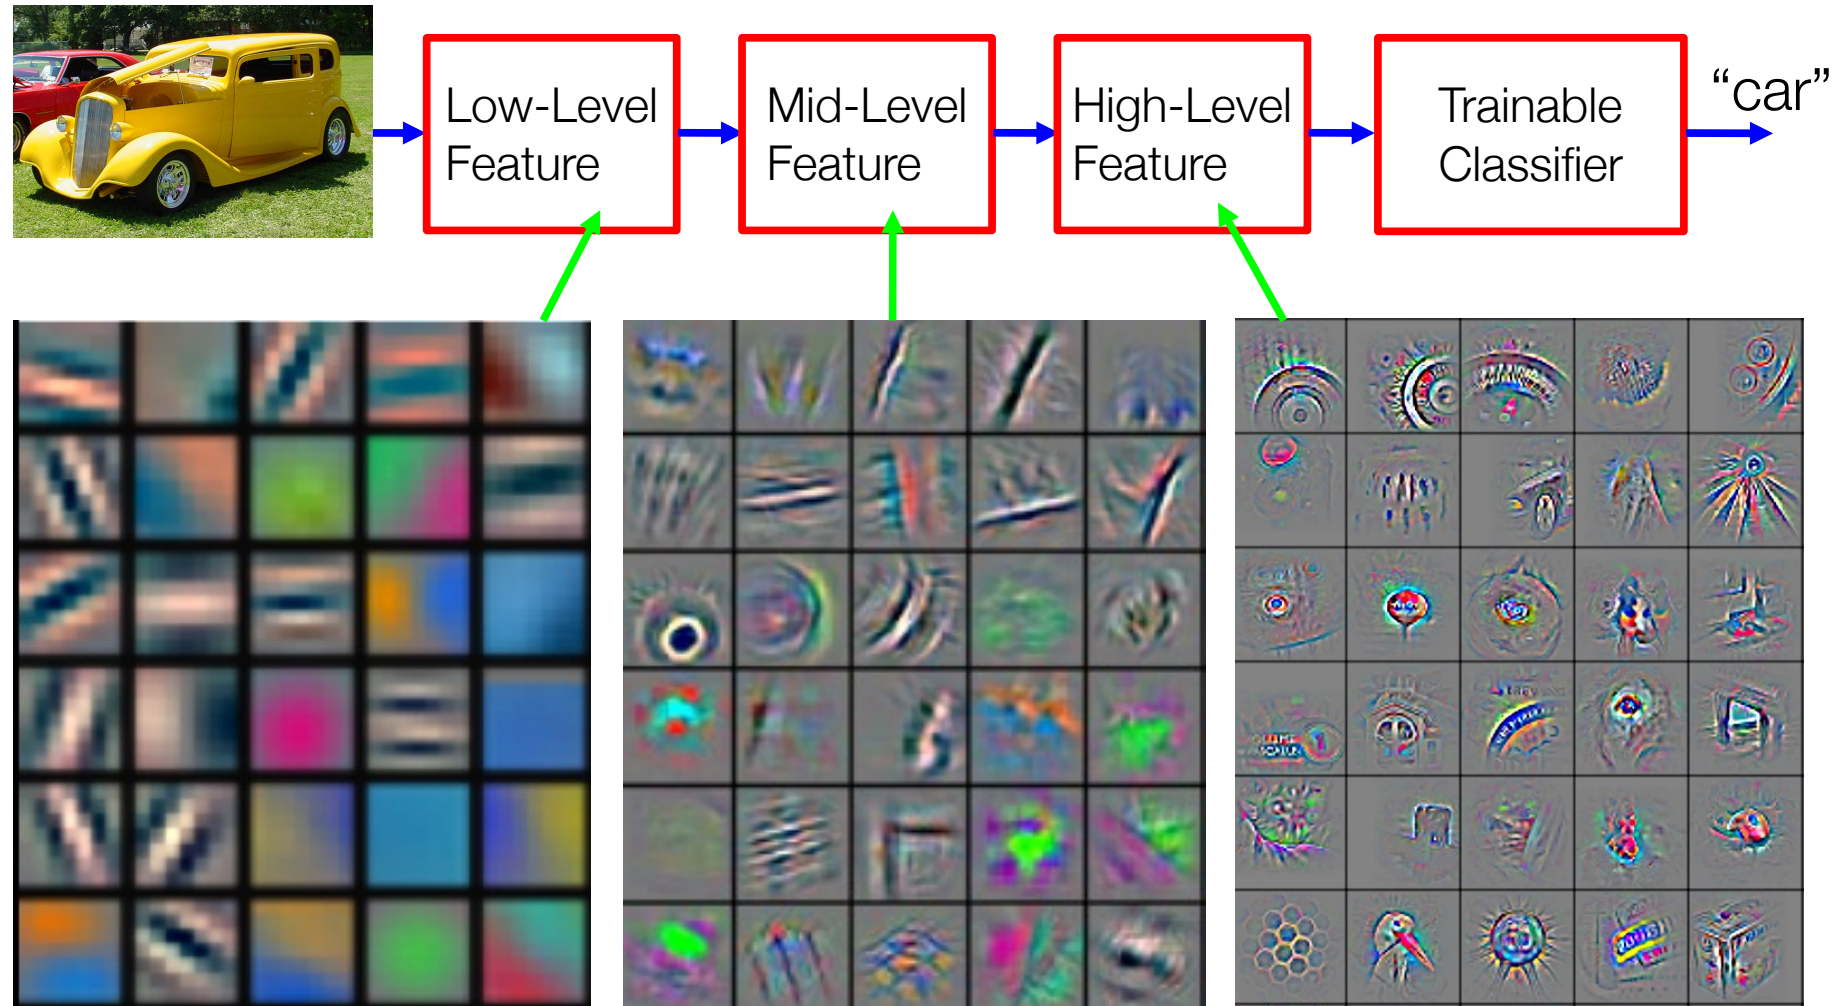 Low-Level
Feature
Mid-Level
Feature
High-Level
Feature
Trainable
Classifier
“car”